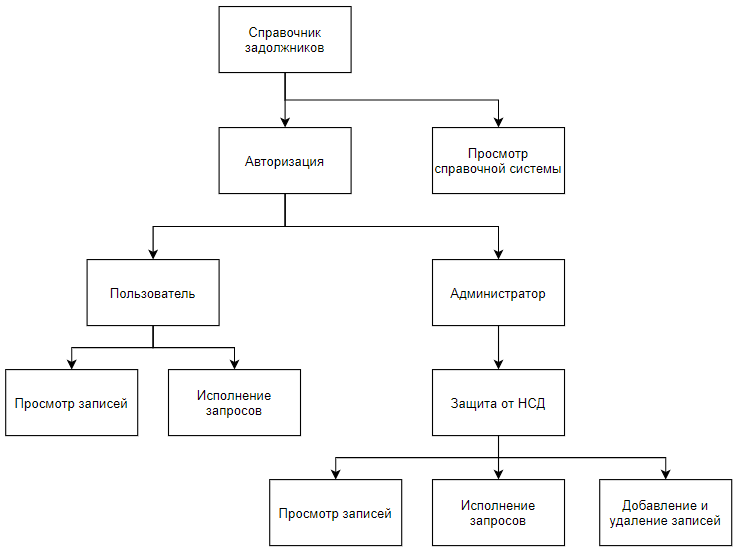 Справочник
задолжников
Авторизация
Просмотр
справочной системы
Пользователь
Администратор
Просмотр записей
Исполнение
запросов
Защита от НСД
Просмотр записей
Исполнение
запросов
Добавление и
удаление записей